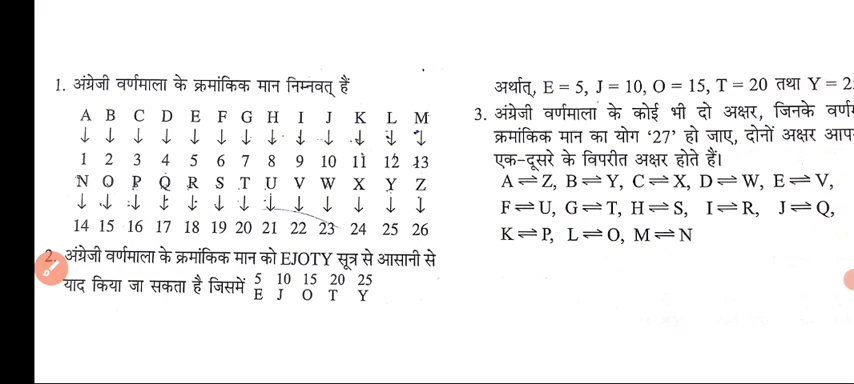 1. अंग्रेजी वर्णमाला के क्रमांकिक मान निम्नवत् हैं
A B C D E F G H I J K L M
↓ ↓ ↓ ↓ ↓ ↓ ↓ ↓ ↓ ↓ ↓ ↓ ↓
1 2 3 4 5 6 7 8 9 10 11 12 13
N O P Q R S T U V W X Y Z
↓ ↓ ↓ ↓ ↓ ↓ ↓ ↓ ↓ ↓ ↓ ↓ ↓
14 15 16 17 18 19 20 21 22 23 24 25 26
2. अंग्रेजी वर्णमाला के क्रमांकिक मान को EJOTY सूत्र से आसानी से
याद किया जा सकता है जिसमें 5 10 15 20 25
E J O T Y
अर्थात्, E = 5, J = 10, O = 15, T = 20 तथा Y = 2
3. अंग्रेजी वर्णमाला के कोई भी दो अक्षर, जिनके वर्ण
क्रमांकिक मान का योग ‘27’ हो जाए, दोनों अक्षर आप
एक-दूसरे के विपरीत अक्षर होते हैं।
A⇌Z, B⇌Y, C⇌X, D⇌W, E⇌V,
F⇌U, G⇌T, H⇌S, I⇌R, J⇌Q,
K⇌P, L⇌O, M⇌N